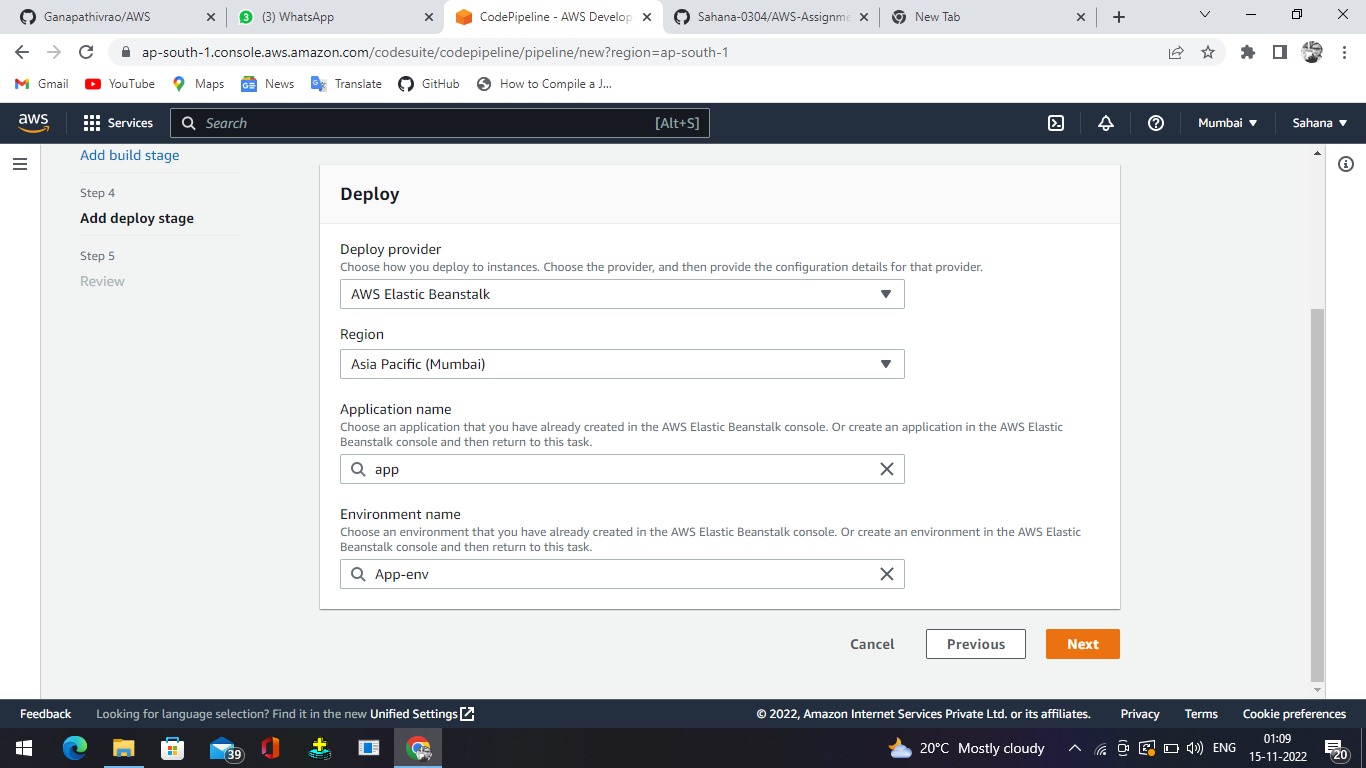 Ganapathivrao/AWS
3 (3) WhatsApp
CodePipeline - AWS Develop
Sahana-0304/AWS-Assignme
New Tab
ap-south-1.console.aws.amazon.com/codesuite/codepipeline/pipeline/new?region=ap-south-1
Gmail
YouTube
Maps
News
Translate
GitHub
How to Compile a J...
aws
Services
Search
[Alt+S]
Mumbai
Sahana
Add build stage
Step 4
Add deploy stage
Step 5
Review
Deploy
Deploy provider
Choose how you deploy to instances. Choose the provider, and then provide the configuration details for that provider.
AWS Elastic Beanstalk
Region
Asia Pacific (Mumbai)
Application name
Choose an application that you have already created in the AWS Elastic Beanstalk console. Or create an application in the AWS Elastic
Beanstalk console and then return to this task.
app
Environment name
Choose an environment that you have already created in the AWS Elastic Beanstalk console. Or create an environment in the AWS Elastic
Beanstalk console and then return to this task.
App-env
Cancel
Previous
Next
Feedback
Looking for language selection? Find it in the new Unified Settings
© 2022, Amazon Internet Services Private Ltd. or its affiliates.
Privacy
Terms
Cookie preferences
39
20°C Mostly cloudy
ENG
01:09
15-11-2022
20